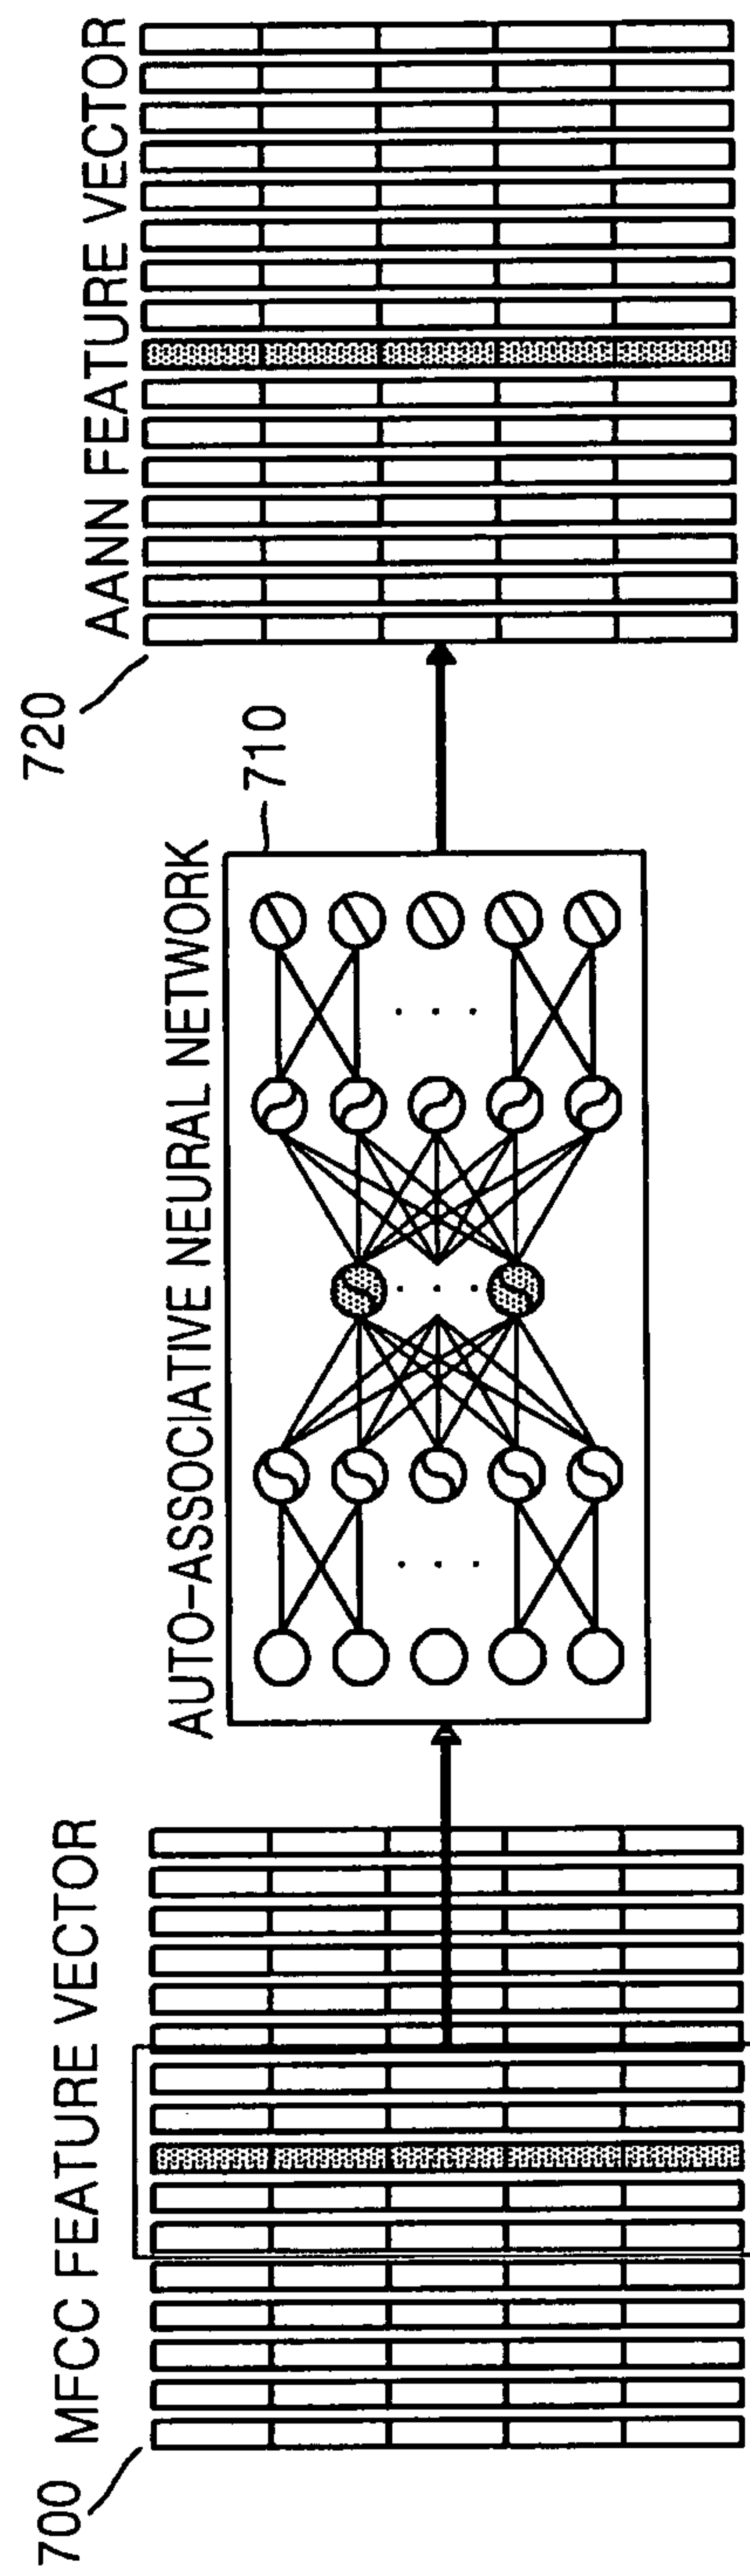 700
MFCC FEATURE VECTOR
AUTO-ASSOCIATIVE NEURAL NETWORK
710
720
AANN FEATURE VECTOR